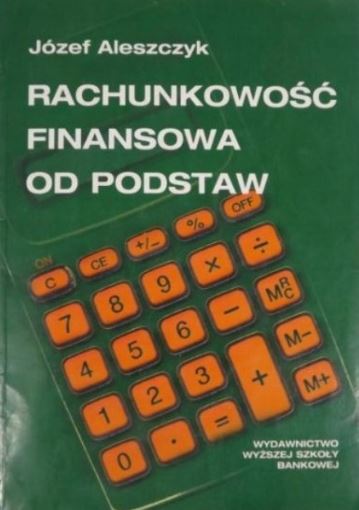 Józef Aleszczyk
RACHUNKOWOŚĆ
FINANSOWA
OD PODSTAW
ON
C CE +/− % OFF
7 8 9 × ÷
4 5 6 − MRC
1 2 3 + M−
0 · = M+
WYDAWNICTWO
WYŻSZEJ SZKOŁY
BANKOWEJ